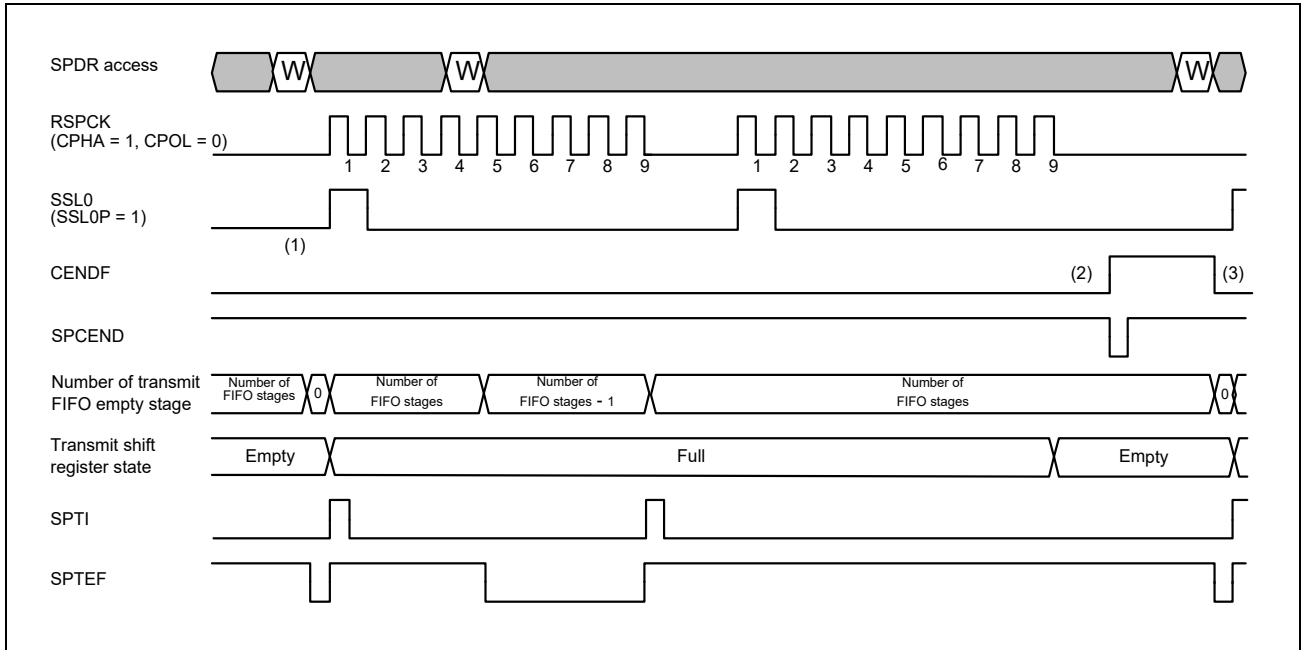 SPDR access
W W W
RSPCK
(CPHA = 1, CPOL = 0)
1 2 3 4 5 6 7 8 9 1 2 3 4 5 6 7 8 9
SSL0
(SSL0P = 1)
(1)
CENDF
(2) (3)
SPCEND
Number of transmit
FIFO empty stage
Number of
FIFO stages
0
Number of
FIFO stages
Number of
FIFO stages - 1
Number of
FIFO stages
0
Transmit shift
register state
Empty Full Empty
SPTI
SPTEF